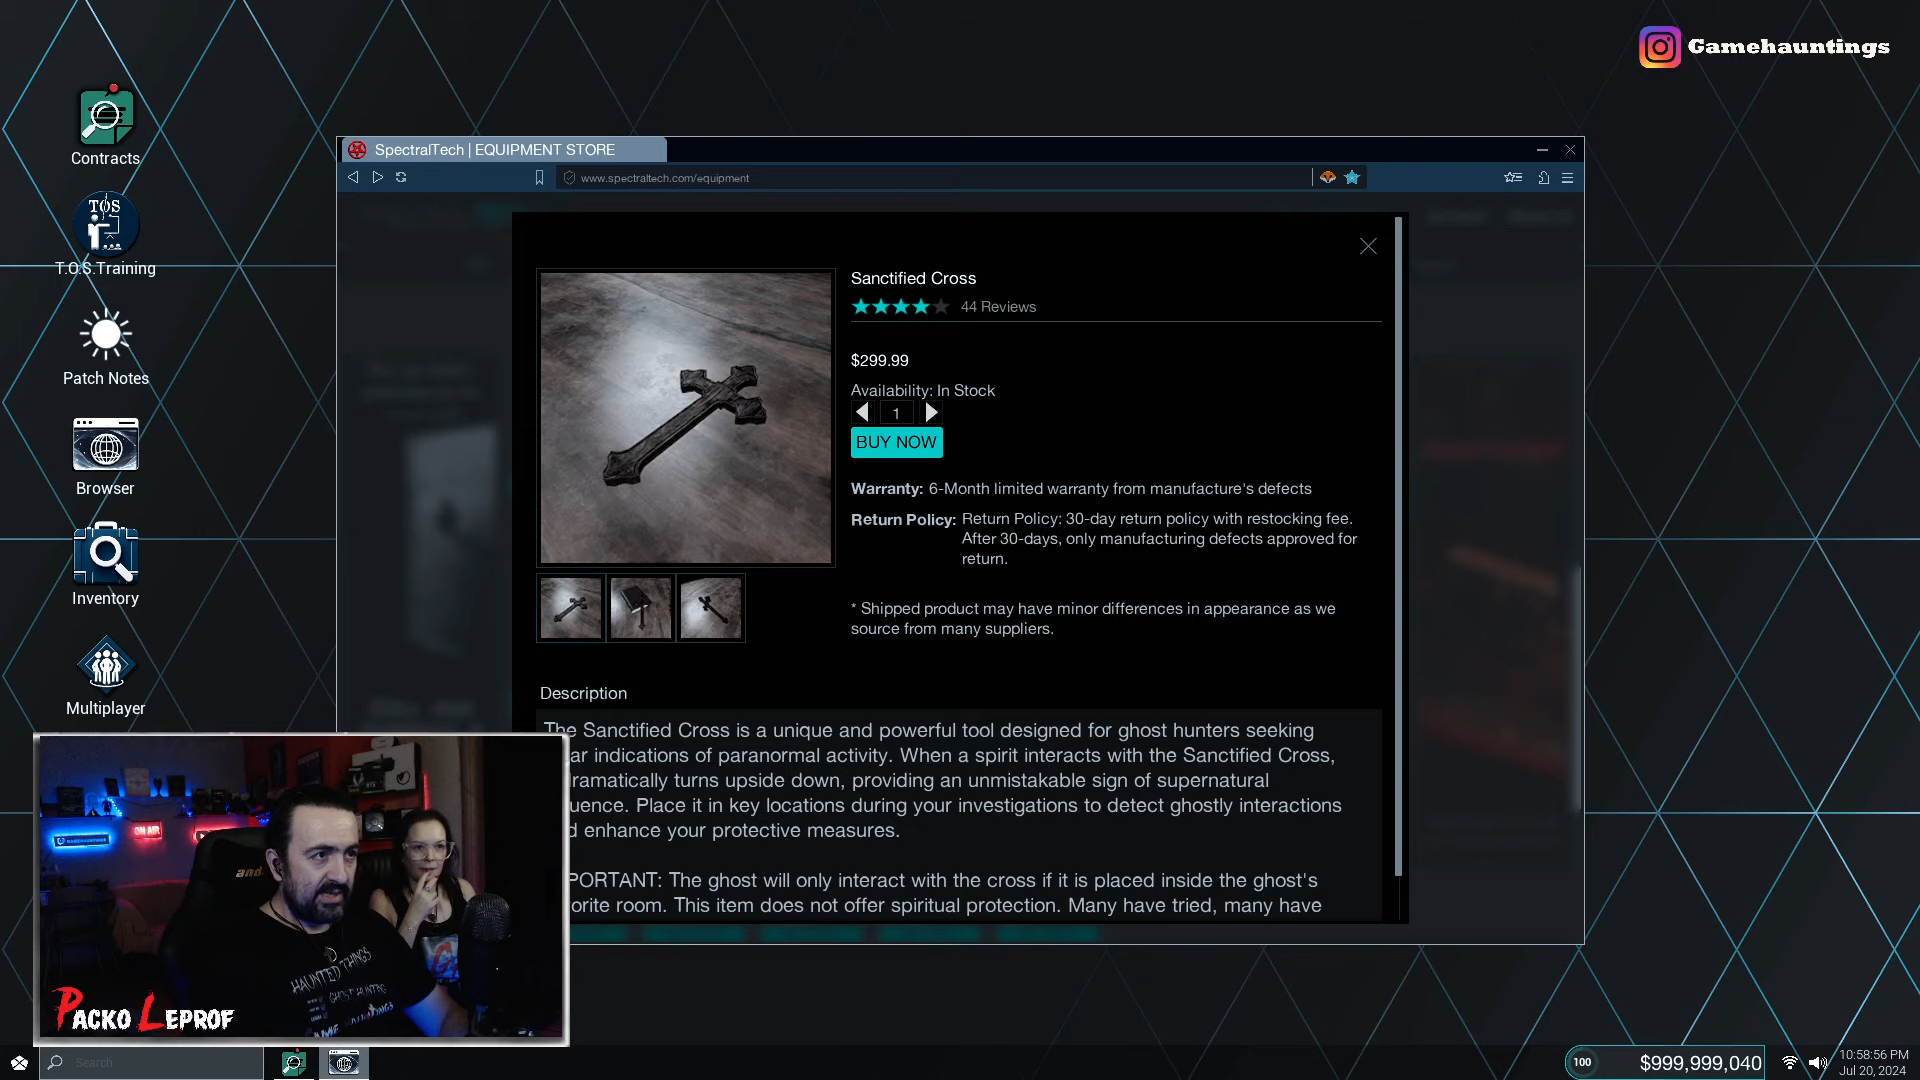 Gamehauntings
Contracts
T.O.S.Training
Patch Notes
Browser
Inventory
Multiplayer
SpectralTech | EQUIPMENT STORE
www.spectraltech.com/equipment
Sanctified Cross
44 Reviews
$299.99
Availability: In Stock
1
BUY NOW
Warranty: 6-Month limited warranty from manufacture's defects
Return Policy: Return Policy: 30-day return policy with restocking fee.
After 30-days, only manufacturing defects approved for
return.
* Shipped product may have minor differences in appearance as we
source from many suppliers.
Description
The Sanctified Cross is a unique and powerful tool designed for ghost hunters seeking
ar indications of paranormal activity. When a spirit interacts with the Sanctified Cross,
dramatically turns upside down, providing an unmistakable sign of supernatural
uence. Place it in key locations during your investigations to detect ghostly interactions
d enhance your protective measures.
PORTANT: The ghost will only interact with the cross if it is placed inside the ghost's
orite room. This item does not offer spiritual protection. Many have tried, many have
TOS
GAMEHAUNTINGS
ON AIR
HAUNTED THINGS
GHOST HUNTING
PACKO LEPROF
Search
100
$999,999,040
10:58:56 PM
Jul 20, 2024